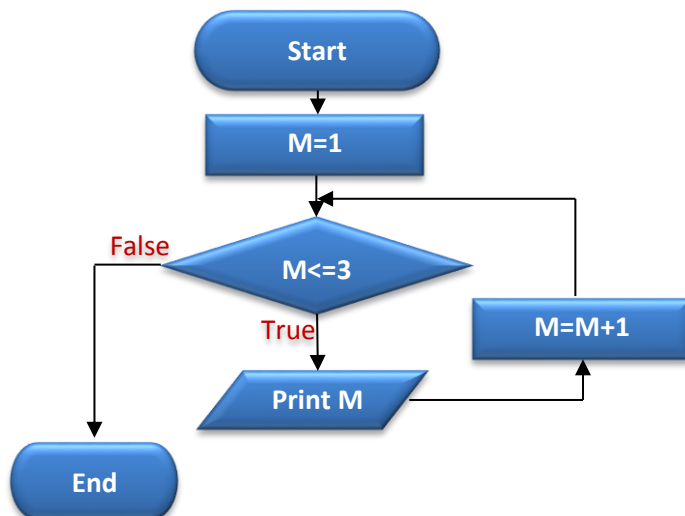 Start
M=1
False
M<=3
True
M=M+1
Print M
End